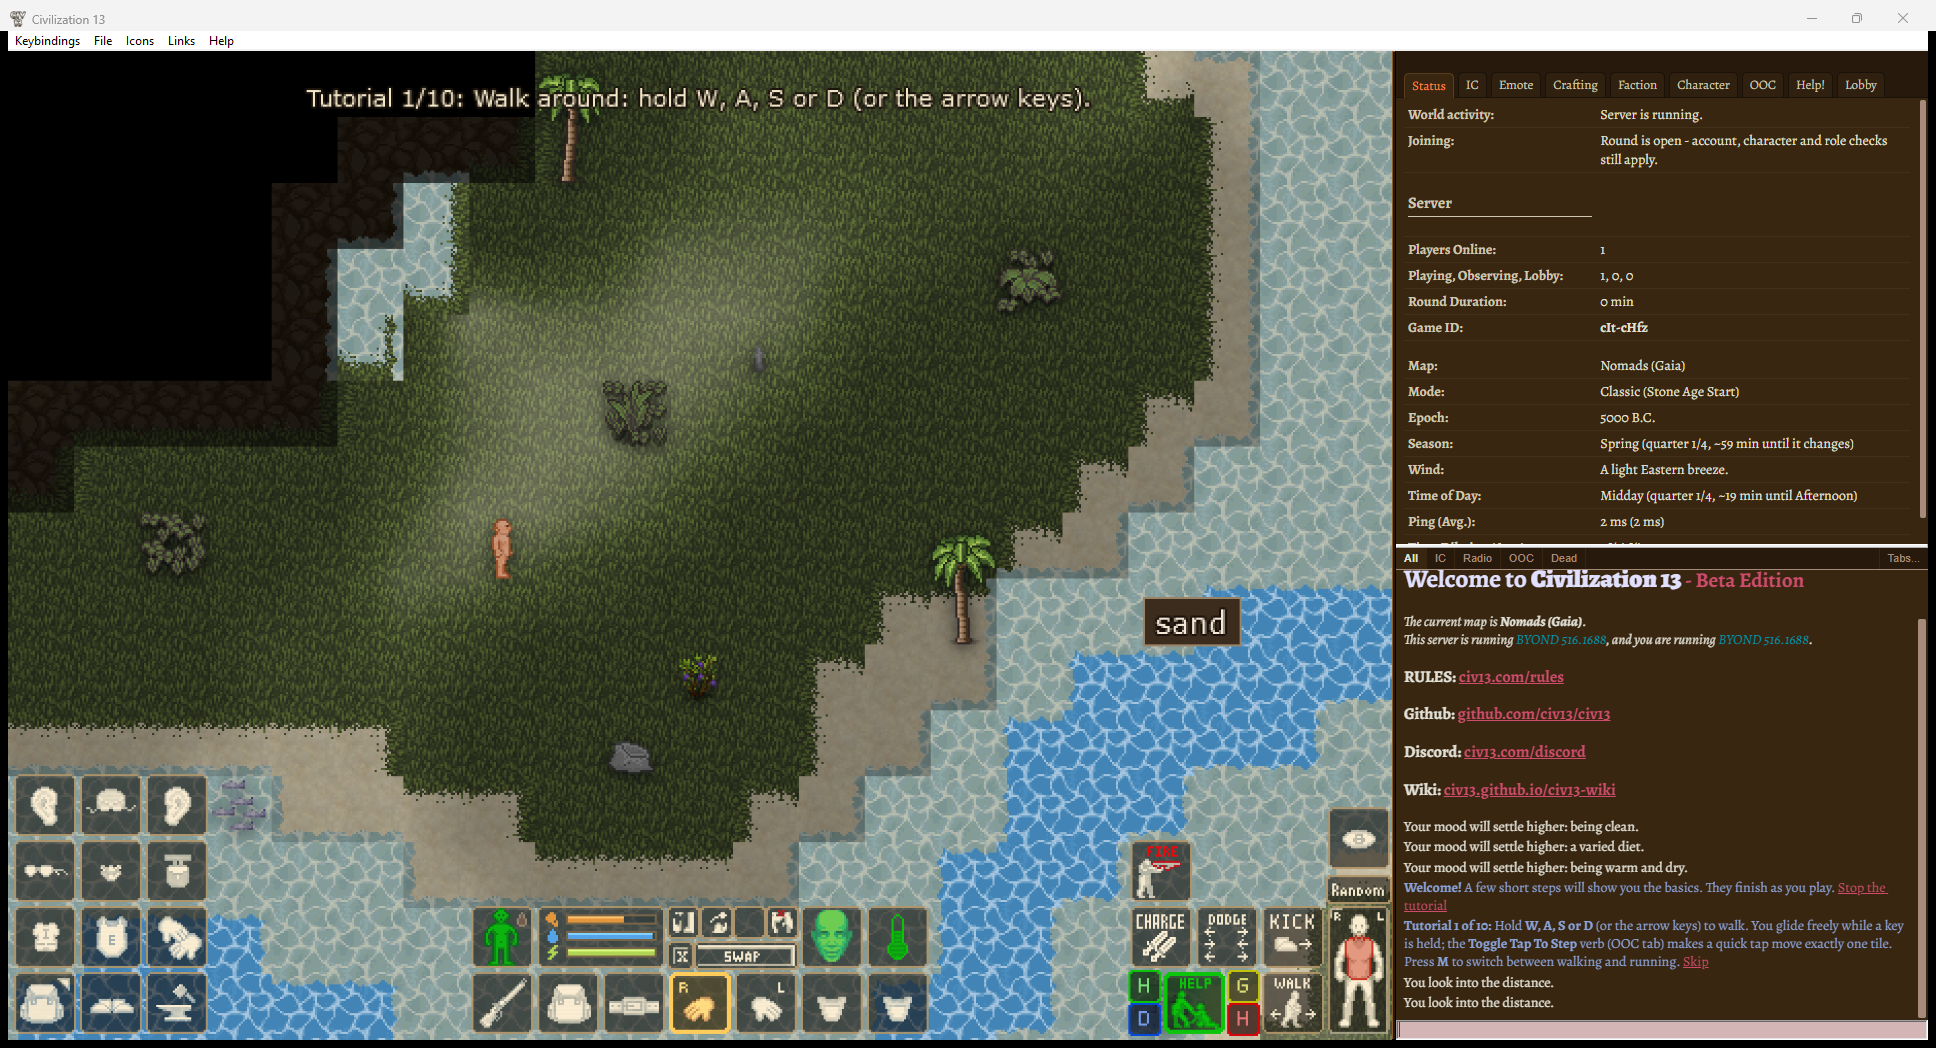 Civilization 13
Keybindings File Icons Links Help
Tutorial 1/10: Walk around: hold W, A, S or D (or the arrow keys).
sand
FIRE
Random
CHARGE
DODGE
KICK
R L
X
SWAP
R
L
I
E
H
HELP
G
WALK
D
H
Status IC Emote Crafting Faction Character OOC Help! Lobby
World activity: Server is running.
Joining: Round is open - account, character and role checks
still apply.
Server
Players Online: 1
Playing, Observing, Lobby: 1, 0, 0
Round Duration: 0 min
Game ID: cIt-cHfz
Map: Nomads (Gaia)
Mode: Classic (Stone Age Start)
Epoch: 5000 B.C.
Season: Spring (quarter 1/4, ~59 min until it changes)
Wind: A light Eastern breeze.
Time of Day: Midday (quarter 1/4, ~19 min until Afternoon)
Ping (Avg.): 2 ms (2 ms)
All IC Radio OOC Dead Tabs...
Welcome to Civilization 13 - Beta Edition
The current map is Nomads (Gaia).
This server is running BYOND 516.1688, and you are running BYOND 516.1688.
RULES: civ13.com/rules
Github: github.com/civ13/civ13
Discord: civ13.com/discord
Wiki: civ13.github.io/civ13-wiki
Your mood will settle higher: being clean.
Your mood will settle higher: a varied diet.
Your mood will settle higher: being warm and dry.
Welcome! A few short steps will show you the basics. They finish as you play. Stop the
tutorial
Tutorial 1 of 10: Hold W, A, S or D (or the arrow keys) to walk. You glide freely while a key
is held; the Toggle Tap To Step verb (OOC tab) makes a quick tap move exactly one tile.
Press M to switch between walking and running. Skip
You look into the distance.
You look into the distance.